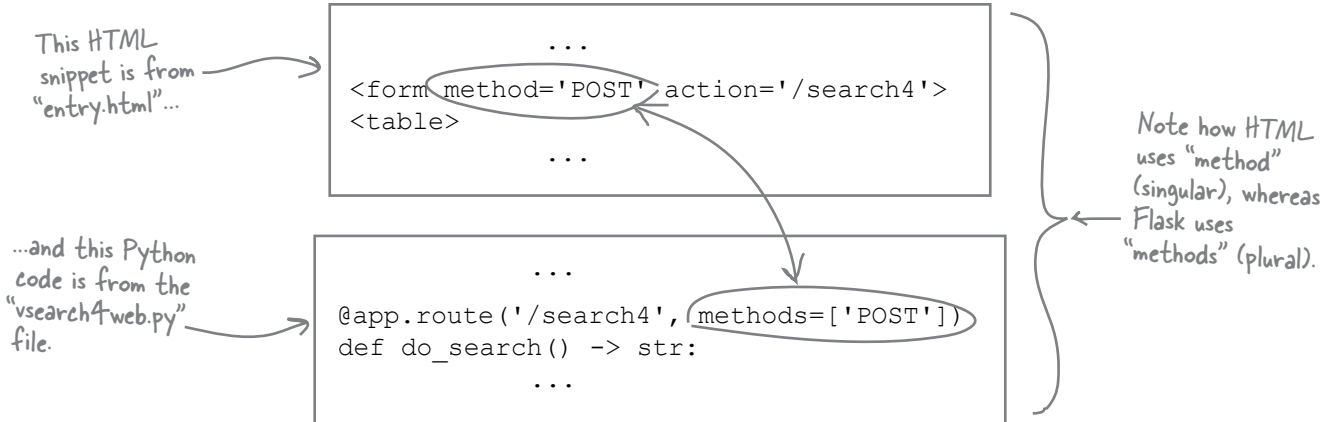 This HTML
snippet is from
“entry.html”...
...
<form method='POST' action='/search4'>
<table>
...
...and this Python
code is from the
“vsearch4web.py”
file.
...
@app.route('/search4', methods=['POST'])
def do_search() -> str:
...
Note how HTML
uses “method”
(singular), whereas
Flask uses
“methods” (plural).